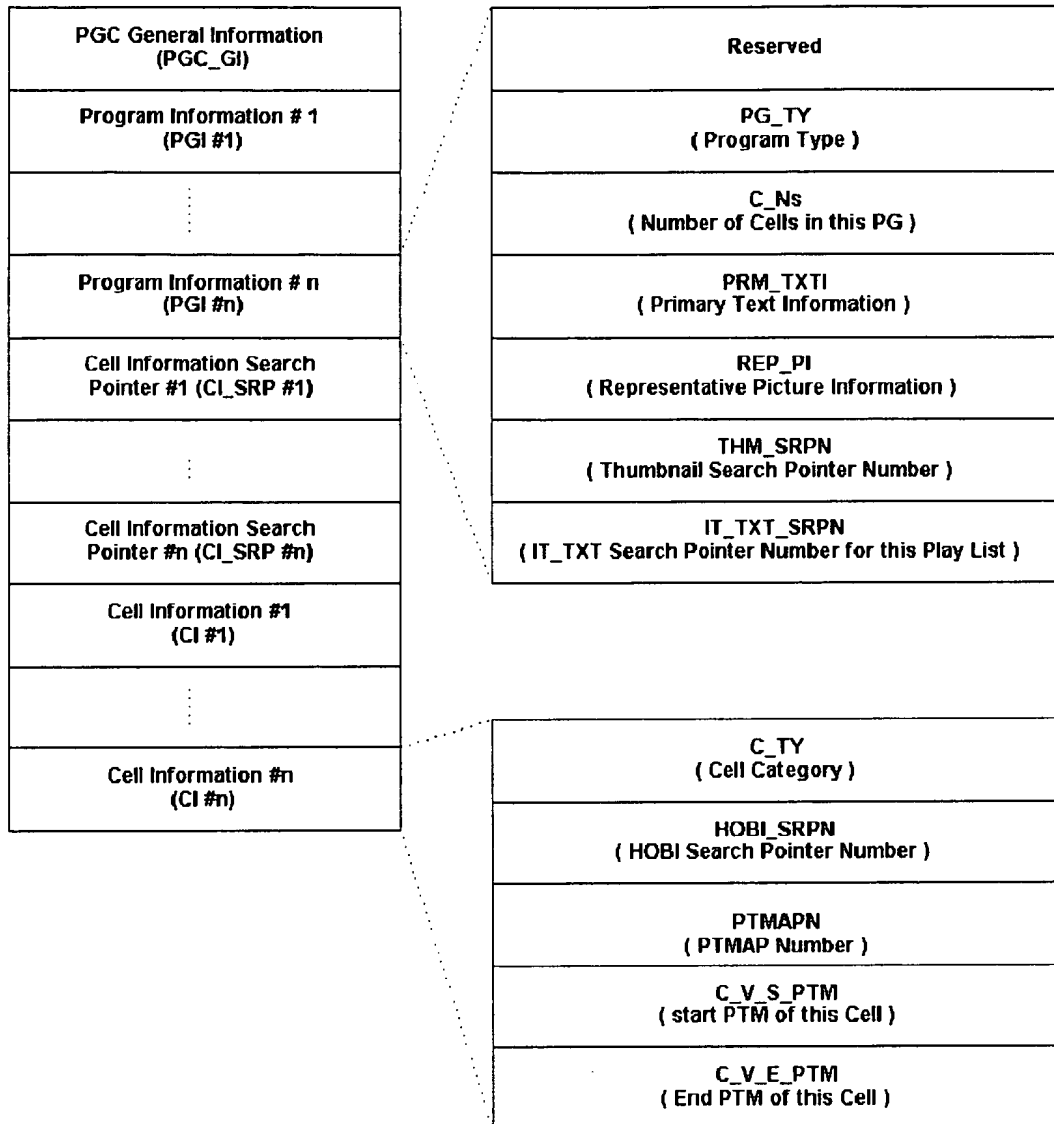 PGC General Information
(PGC_GI)
Program Information # 1
(PGI #1)
Program Information # n
(PGI #n)
Cell Information Search
Pointer #1 (CI_SRP #1)
Cell Information Search
Pointer #n (CI_SRP #n)
Cell Information #1
(CI #1)
Cell Information #n
(CI #n)
Reserved
PG_TY
( Program Type )
C_Ns
( Number of Cells in this PG )
PRM_TXTI
( Primary Text Information )
REP_PI
( Representative Picture Information )
THM_SRPN
( Thumbnail Search Pointer Number )
IT_TXT_SRPN
( IT_TXT Search Pointer Number for this Play List )
C_TY
( Cell Category )
HOBI_SRPN
( HOBI Search Pointer Number )
PTMAPN
( PTMAP Number )
C_V_S_PTM
( start PTM of this Cell )
C_V_E_PTM
( End PTM of this Cell )